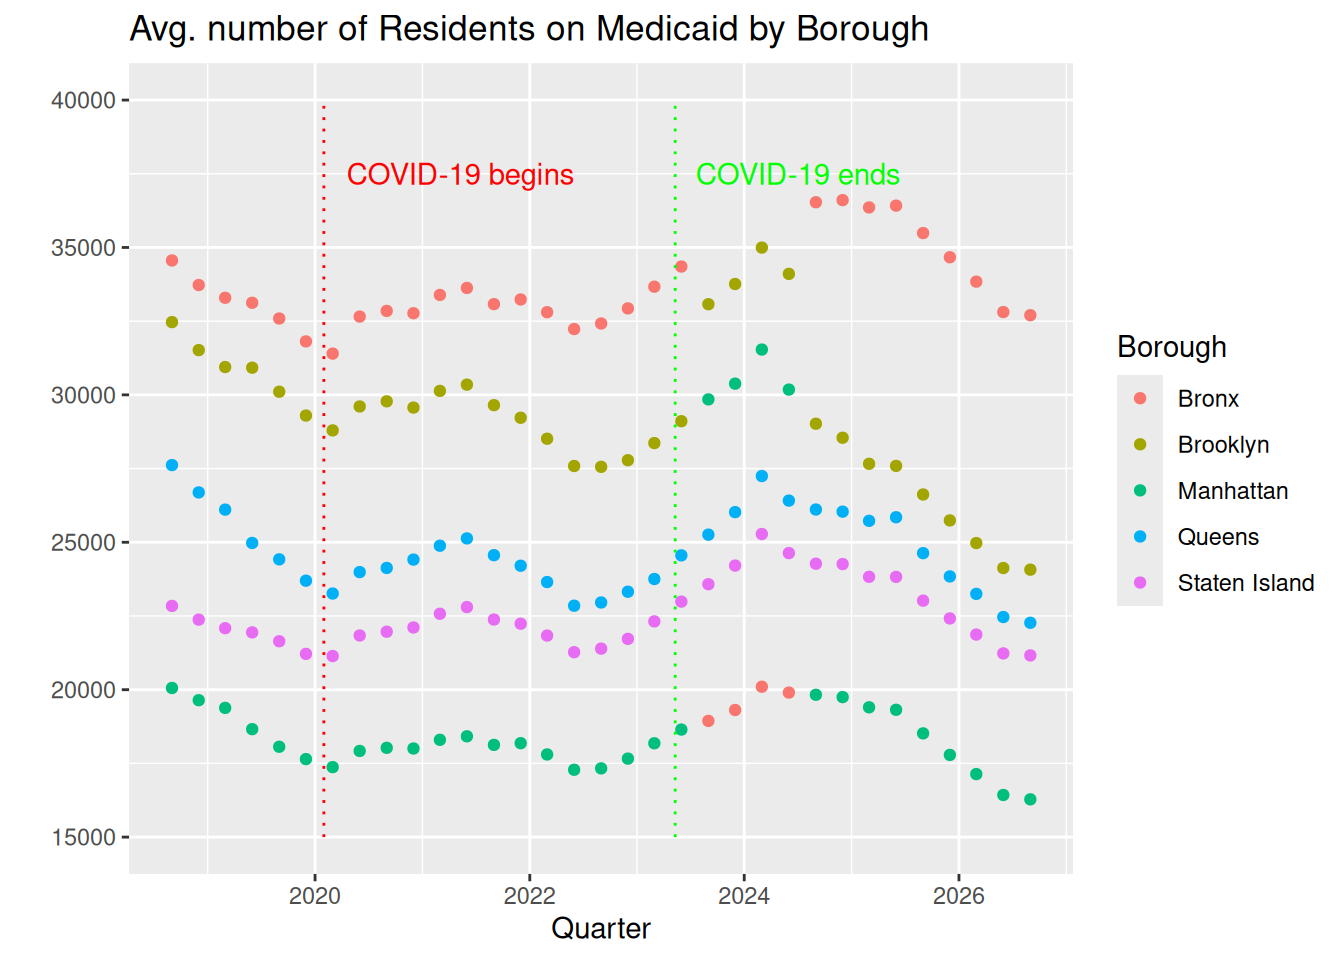 Avg. number of Residents on Medicaid by Borough
40000
COVID-19 begins
COVID-19 ends
35000
30000
25000
20000
15000
2020
2022
2024
2026
Quarter
Borough
Bronx
Brooklyn
Manhattan
Queens
Staten Island